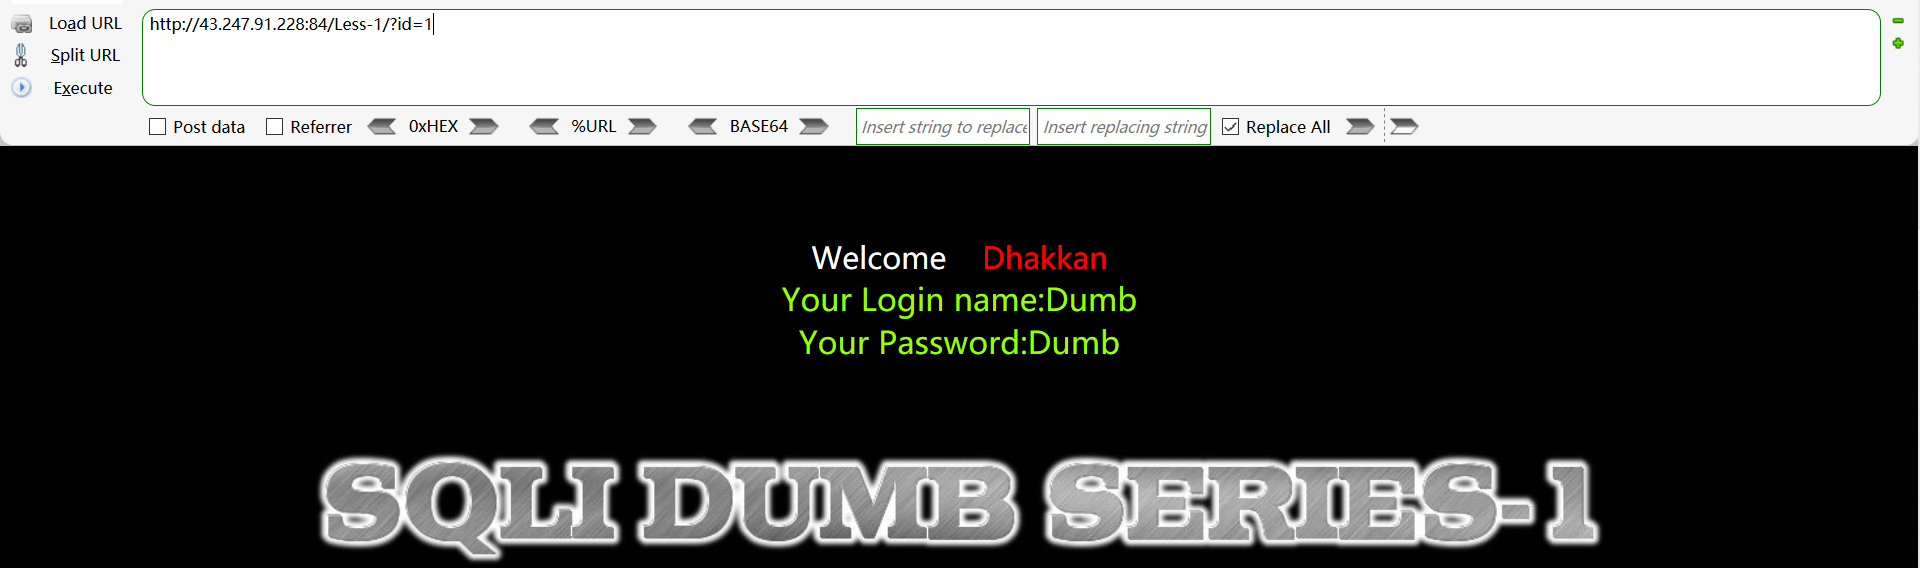 Load URL
http://43.247.91.228:84/Less-1/?id=1
Split URL
Execute
Post data Referrer 0xHEX %URL BASE64 Insert string to replace Insert replacing string Replace All
Welcome Dhakkan
Your Login name:Dumb
Your Password:Dumb
SQLI DUMB SERIES-1